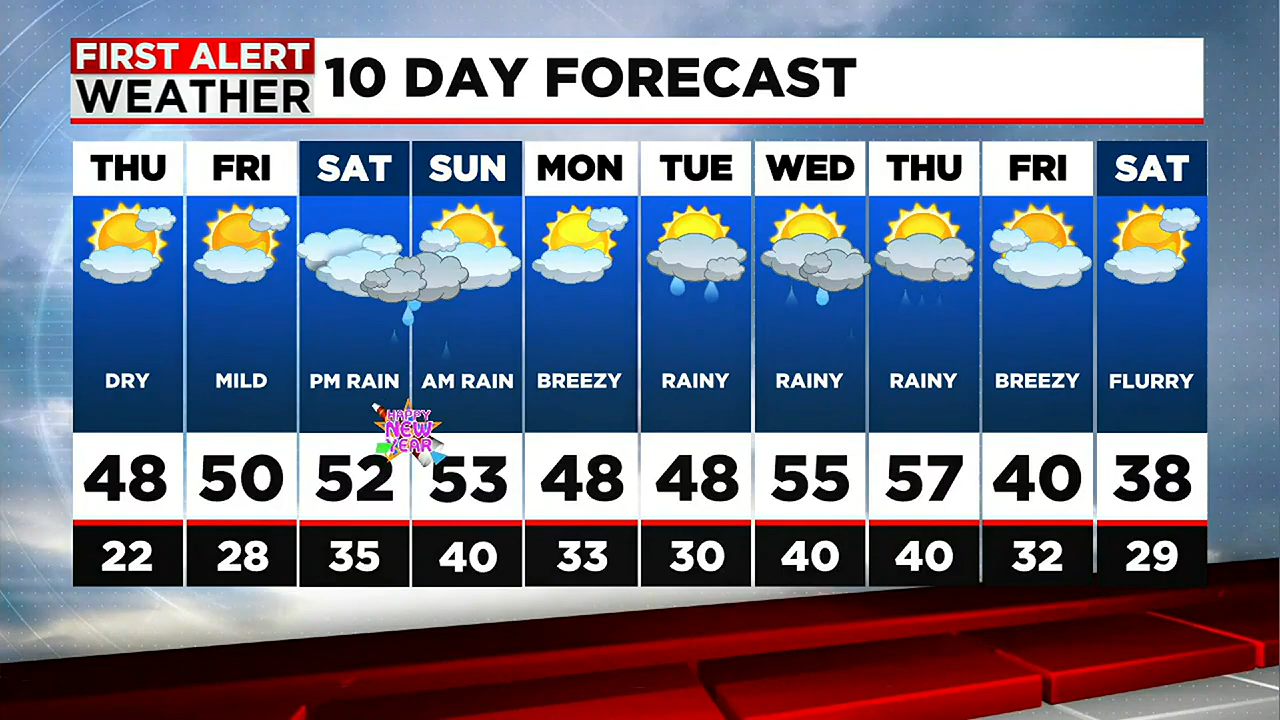 FIRST ALERT
WEATHER
10 DAY FORECAST
THU FRI SAT SUN MON TUE WED THU FRI SAT
DRY MILD PM RAIN AM RAIN BREEZY RAINY RAINY RAINY BREEZY FLURRY
HAPPY
NEW
YEAR
48 50 52 53 48 48 55 57 40 38
22 28 35 40 33 30 40 40 32 29